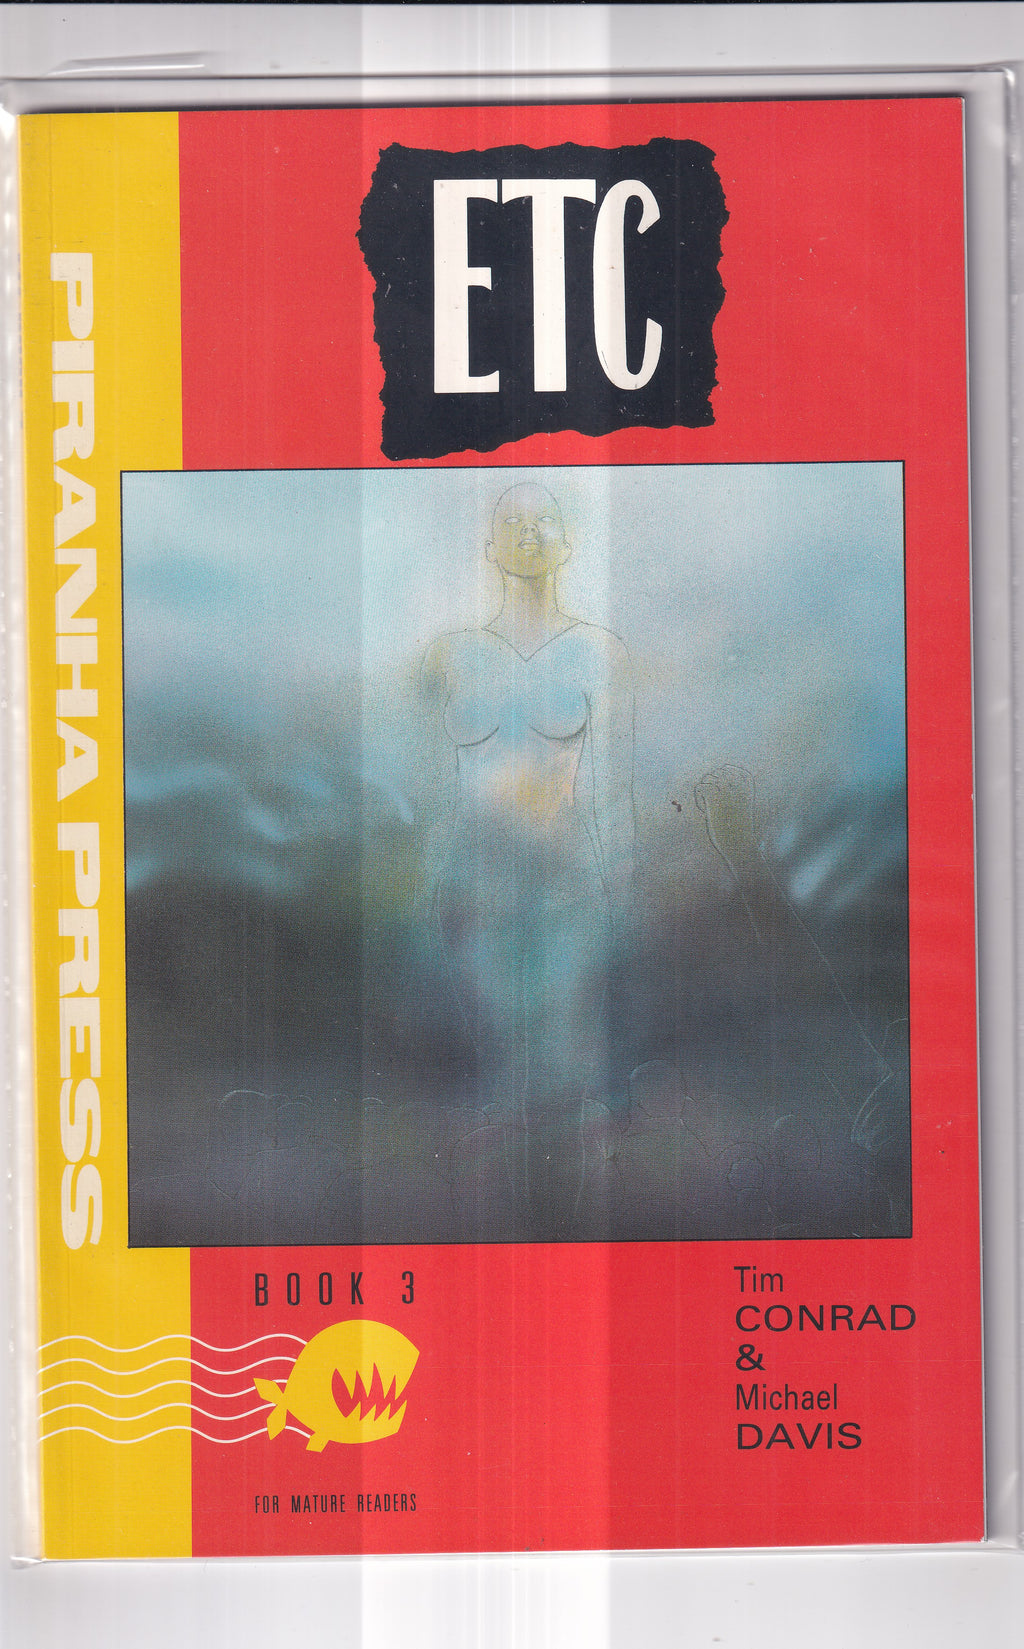 ETC
PIRANHA PRESS
BOOK 3
Tim
CONRAD
&
Michael
DAVIS
FOR MATURE READERS